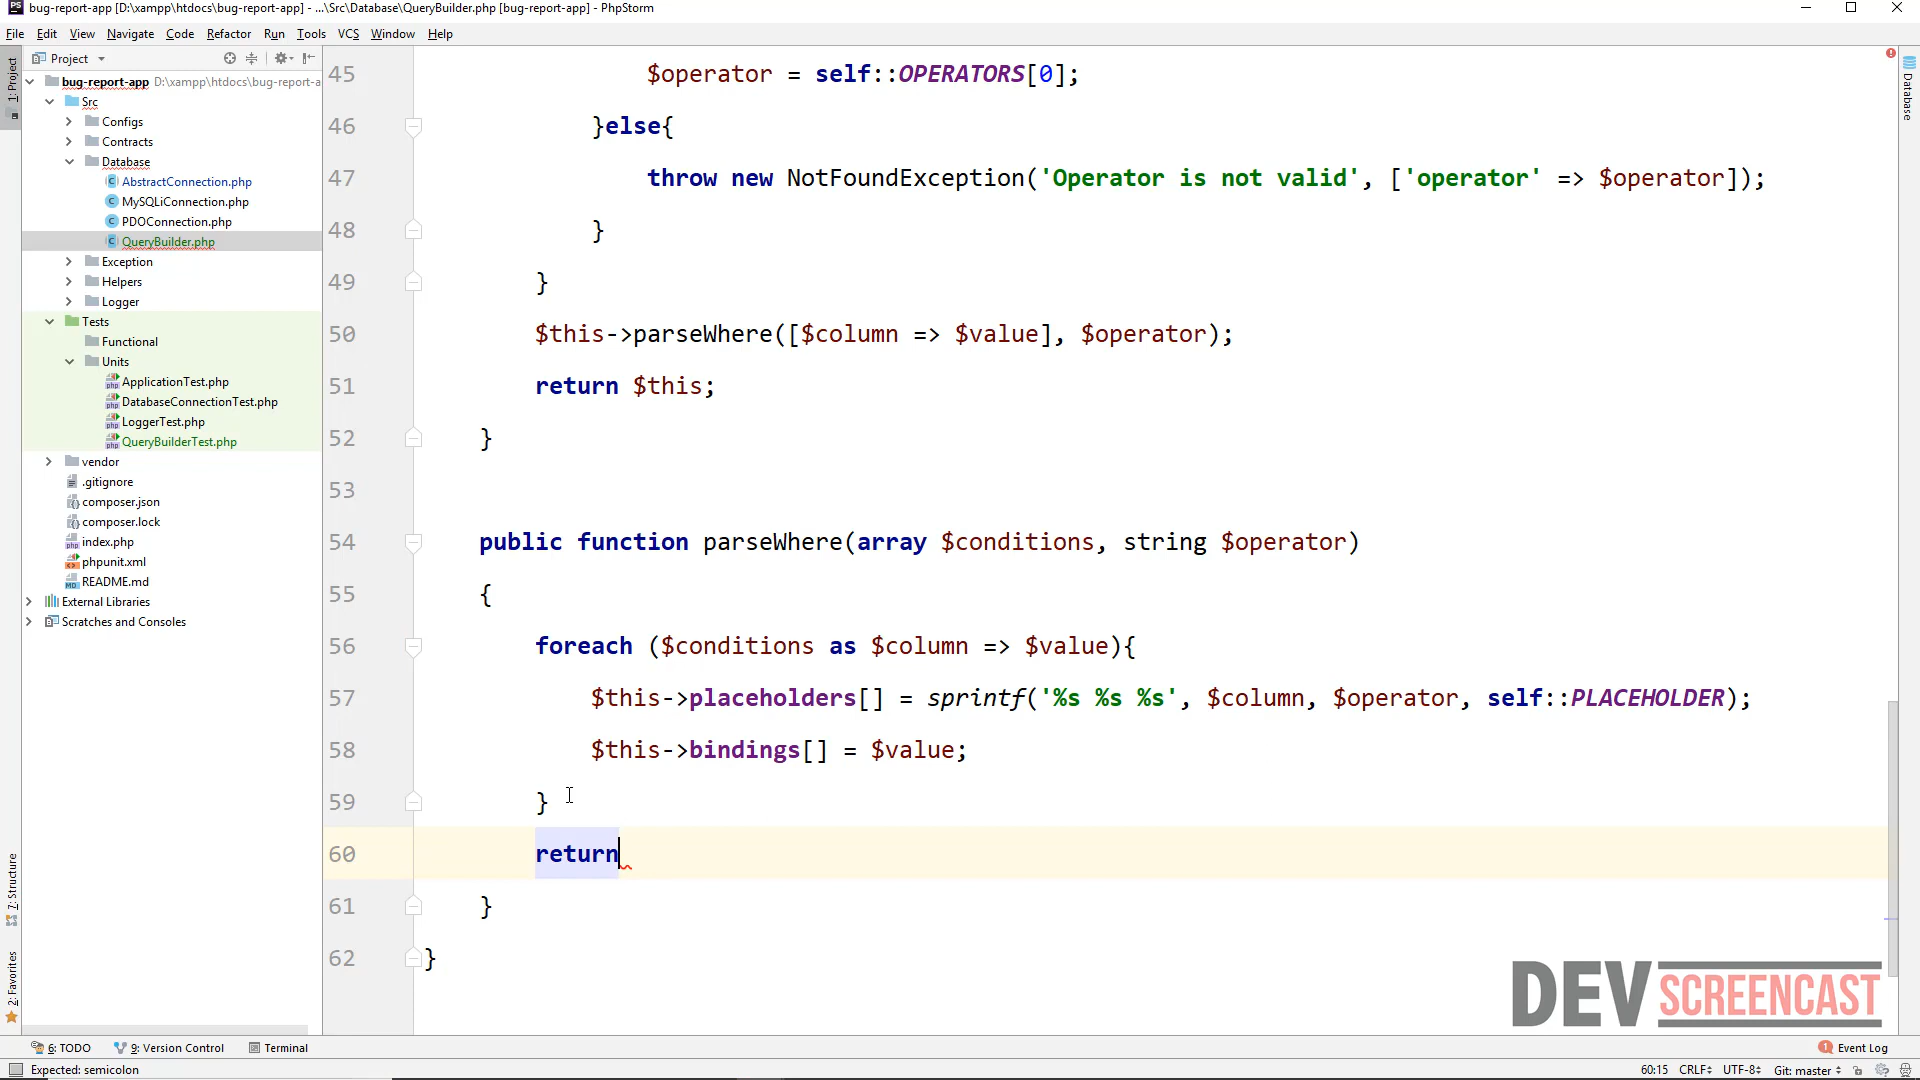 bug-report-app [D:\xampp\htdocs\bug-report-app] - ...\Src\Database\QueryBuilder.php [bug-report-app] - PhpStorm
File Edit View Navigate Code Refactor Run Tools VCS Window Help
Project
bug-report-app D:\xampp\htdocs\bug-report-a
Src
Configs
Contracts
Database
AbstractConnection.php
MySQLiConnection.php
PDOConnection.php
QueryBuilder.php
Exception
Helpers
Logger
Tests
Functional
Units
ApplicationTest.php
DatabaseConnectionTest.php
LoggerTest.php
QueryBuilderTest.php
vendor
.gitignore
composer.json
composer.lock
index.php
phpunit.xml
README.md
External Libraries
Scratches and Consoles
1: Project
7: Structure
2: Favorites
45 $operator = self::OPERATORS[0];
46 }else{
47 throw new NotFoundException('Operator is not valid', ['operator' => $operator]);
48 }
49 }
50 $this->parseWhere([$column => $value], $operator);
51 return $this;
52 }
53
54 public function parseWhere(array $conditions, string $operator)
55 {
56 foreach ($conditions as $column => $value){
57 $this->placeholders[] = sprintf('%s %s %s', $column, $operator, self::PLACEHOLDER);
58 $this->bindings[] = $value;
59 }
60 return
61 }
62 }
Database
DEV SCREENCAST
6: TODO 9: Version Control Terminal 1 Event Log
Expected: semicolon 60:15 CRLF UTF-8 Git: master